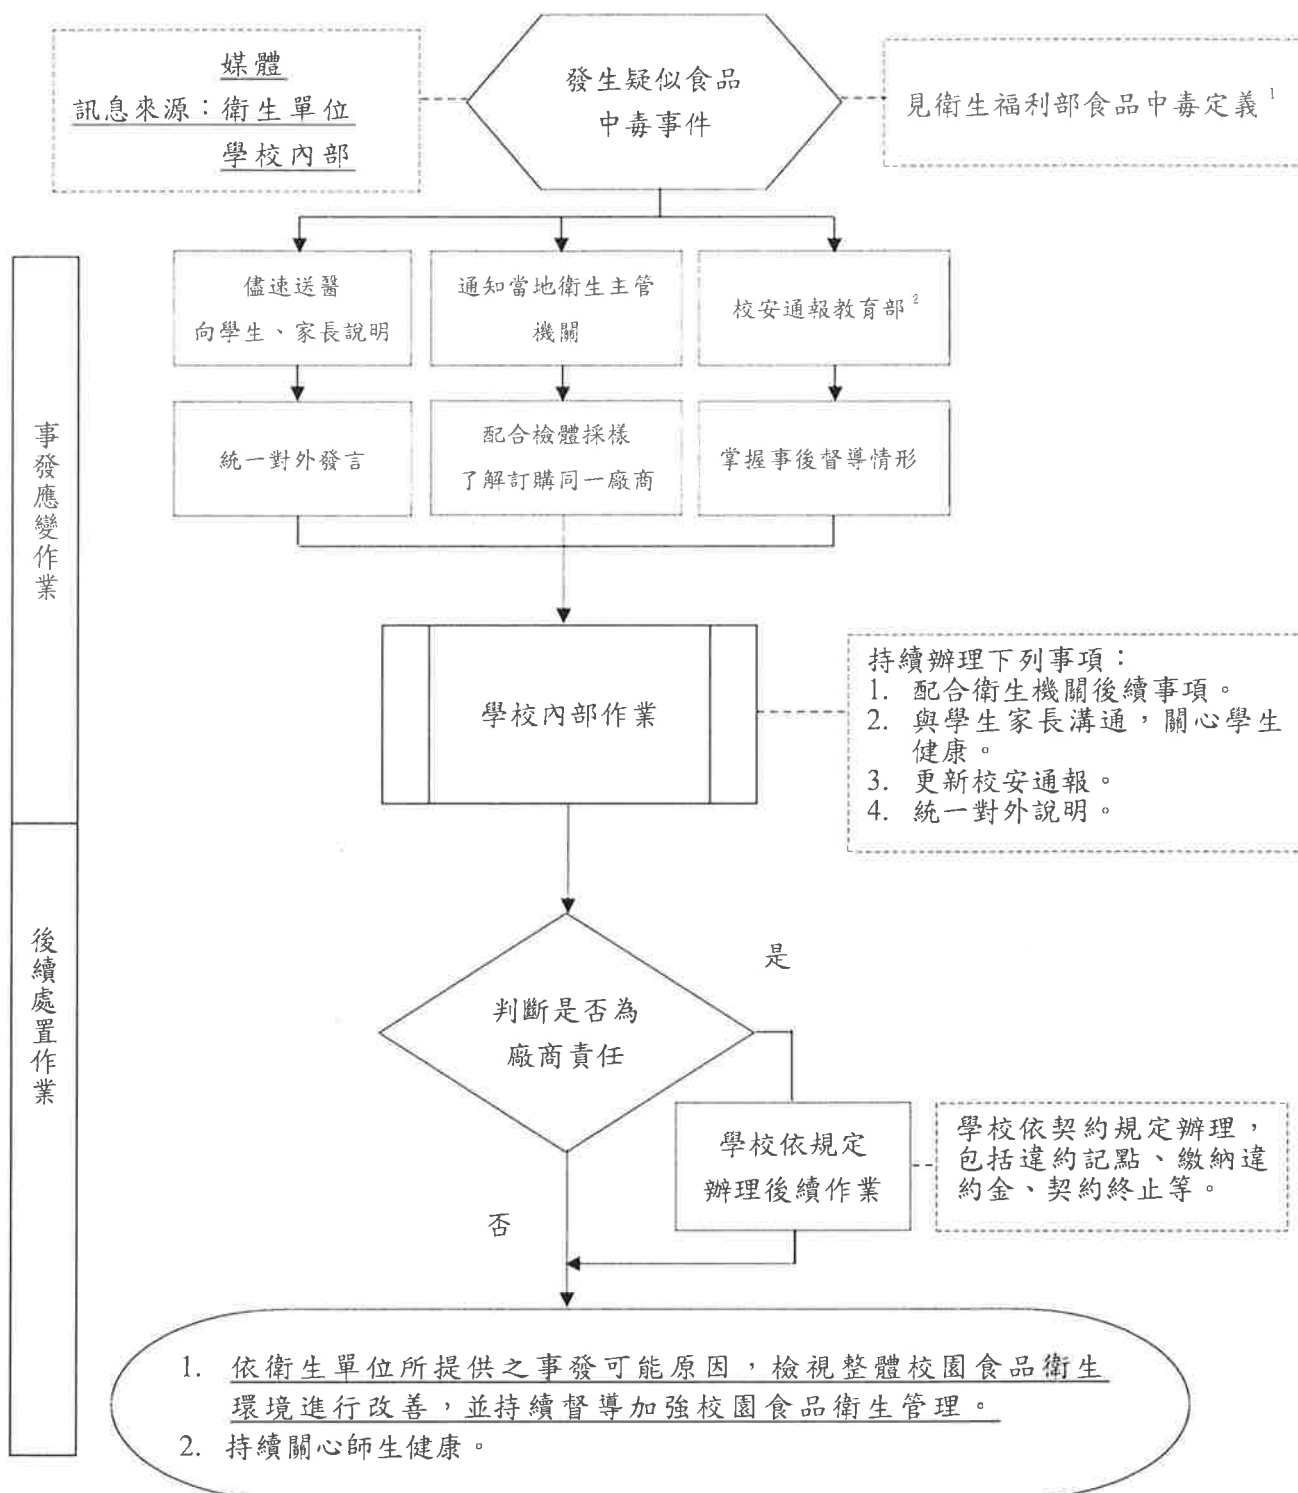 媒體
訊息來源：衛生單位
學校內部
發生疑似食品
中毒事件
見衛生福利部食品中毒定義 1
儘速送醫
向學生、家長說明
通知當地衛生主管
機關
校安通報教育部 2
統一對外發言
配合檢體採樣
了解訂購同一廠商
掌握事後督導情形
事發應變作業
學校內部作業
持續辦理下列事項：
1. 配合衛生機關後續事項。
2. 與學生家長溝通，關心學生
健康。
3. 更新校安通報。
4. 統一對外說明。
後續處置作業
判斷是否為
廠商責任
是
學校依規定
辦理後續作業
學校依契約規定辦理，
包括違約記點、繳納違
約金、契約終止等。
否
1. 依衛生單位所提供之事發可能原因，檢視整體校園食品衛生
環境進行改善，並持續督導加強校園食品衛生管理。
2. 持續關心師生健康。